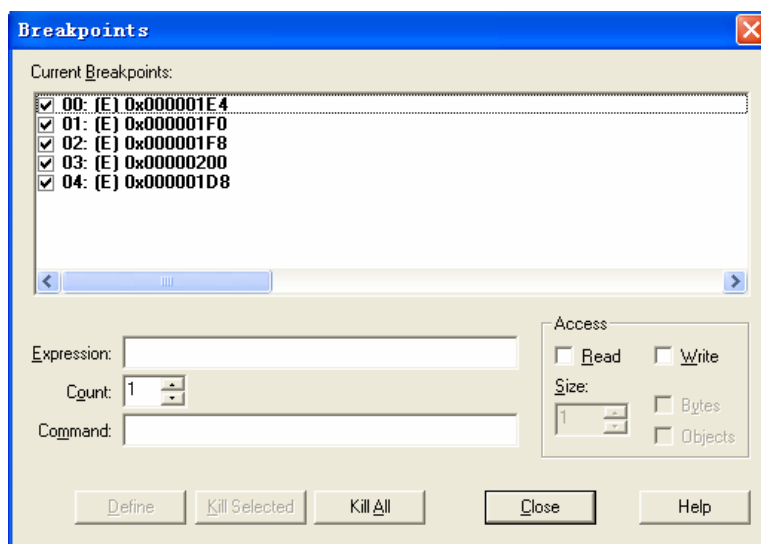 Breakpoints
Current Breakpoints:
00: (E) 0x000001E4
01: (E) 0x000001F0
02: (E) 0x000001F8
03: (E) 0x00000200
04: (E) 0x000001D8
Access
Expression:
Read Write
Count: 1
Size:
1
Bytes
Command:
Objects
Define Kill Selected Kill All Close Help